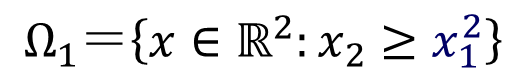 Ω₁={x ∈ ℝ²: x₂ ≥ x₁²}